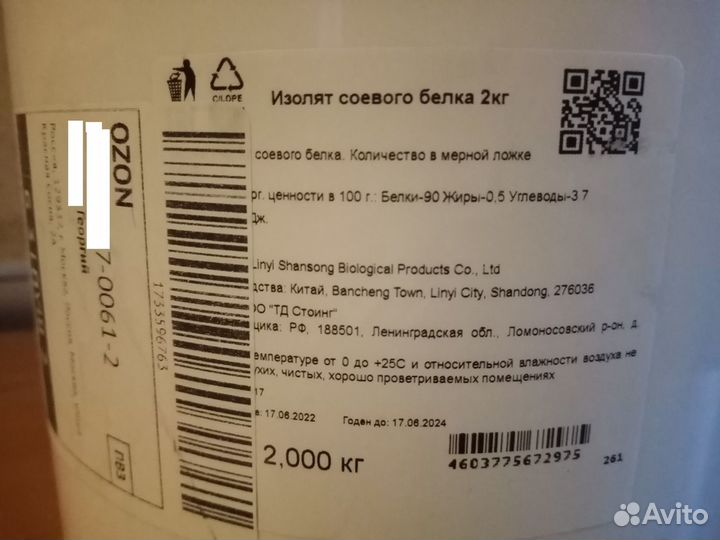 C/LDPE
Изолят соевого белка 2кг
соевого белка. Количество в мерной ложке
рг. ценности в 100 г.: Белки-90 Жиры-0,5 Углеводы-3 7
Дж.
Linyi Shansong Biological Products Co., Ltd
дства: Китай, Bancheng Town, Linyi City, Shandong, 276036
ОО "ТД Стоинг"
щика: РФ, 188501, Ленинградская обл., Ломоносовский р-он, д.
емпературе от 0 до +25С и относительной влажности воздуха не
ухих, чистых, хорошо проветриваемых помещениях
17
а: 17.06.2022 Годен до: 17.06.2024
2,000 кг
4603775672975
261
OZON
Георгий
7-0061-2
1733596763
ПВЗ
Avito